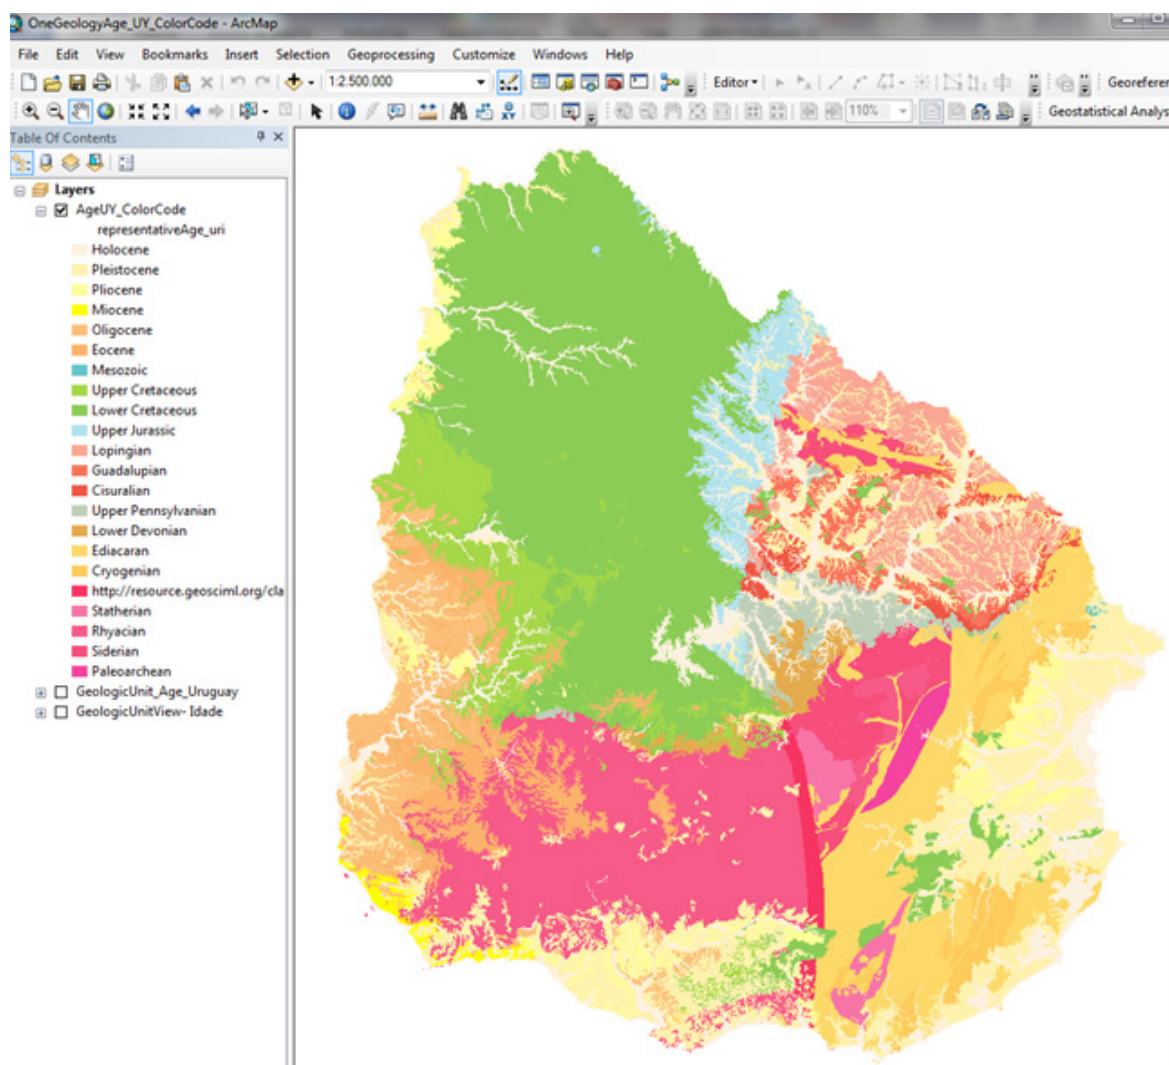 OneGeologyAge_UY_ColorCode - ArcMap
File Edit View Bookmarks Insert Selection Geoprocessing Customize Windows Help
1:2.500.000 Editor Georeferen
110% Geostatistical Analys
Table Of Contents
Layers
AgeUY_ColorCode
representativeAge_uri
Holocene
Pleistocene
Pliocene
Miocene
Oligocene
Eocene
Mesozoic
Upper Cretaceous
Lower Cretaceous
Upper Jurassic
Lopingian
Guadalupian
Cisuralian
Upper Pennsylvanian
Lower Devonian
Ediacaran
Cryogenian
http://resource.geosciml.org/cla
Statherian
Rhyacian
Siderian
Paleoarchean
GeologicUnit_Age_Uruguay
GeologicUnitView- Idade